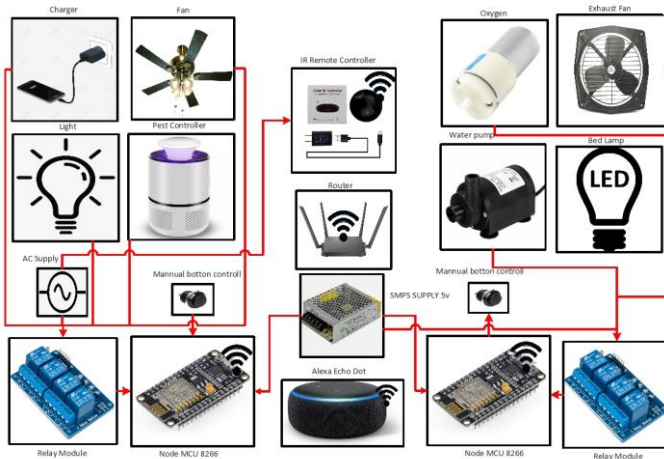 Charger
Fan
Oxygen
Exhaust Fan
IR Remote Controller
Light
Pest Controller
Water pump
Bed Lamp
LED
Router
AC Supply
Mannual botton controll
Mannual botton controll
SMPS SUPPLY 5v
Alexa Echo Dot
Relay Module
Node MCU 8266
Node MCU 8266
Relay Module